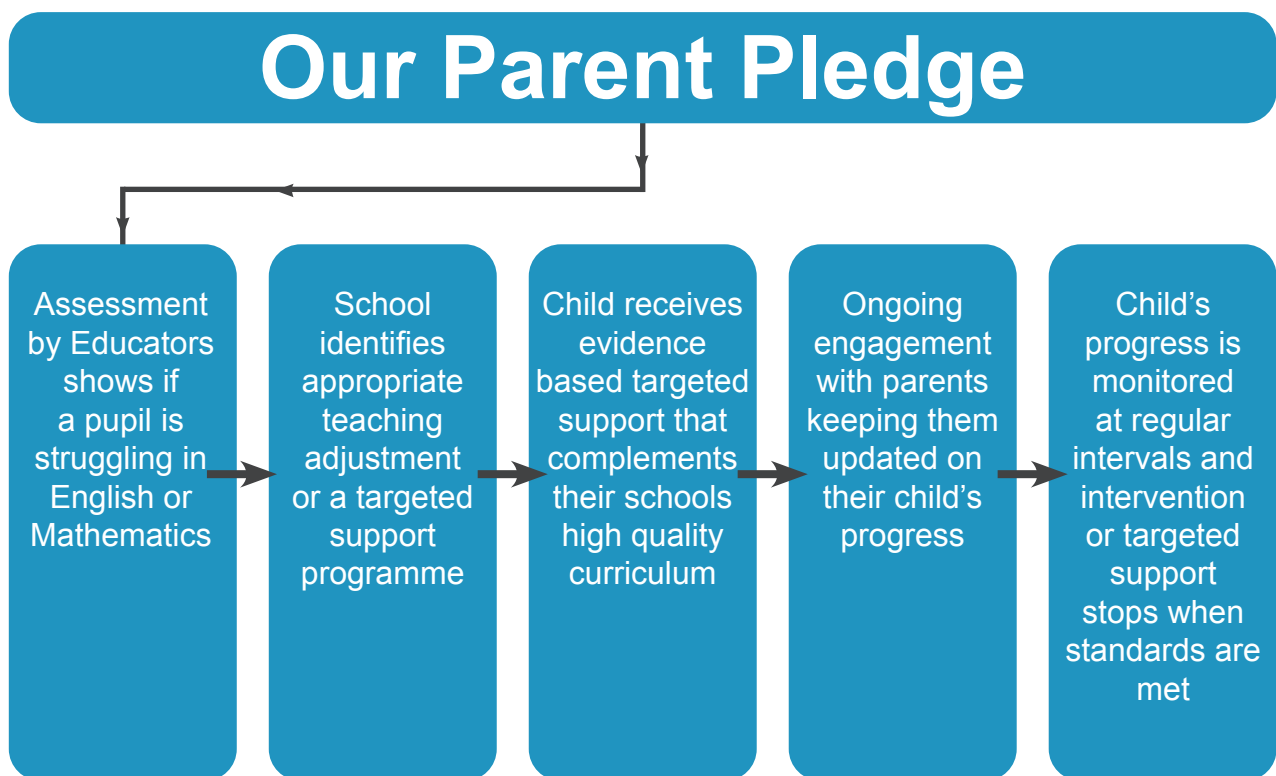 Our Parent Pledge
Assessment
by Educators
shows if
a pupil is
struggling in
English or
Mathematics
School
identifies
appropriate
teaching
adjustment
or a targeted
support
programme
Child receives
evidence
based targeted
support that
complements
their schools
high quality
curriculum
Ongoing
engagement
with parents
keeping them
updated on
their child’s
progress
Child’s
progress is
monitored
at regular
intervals and
intervention
or targeted
support
stops when
standards are
met